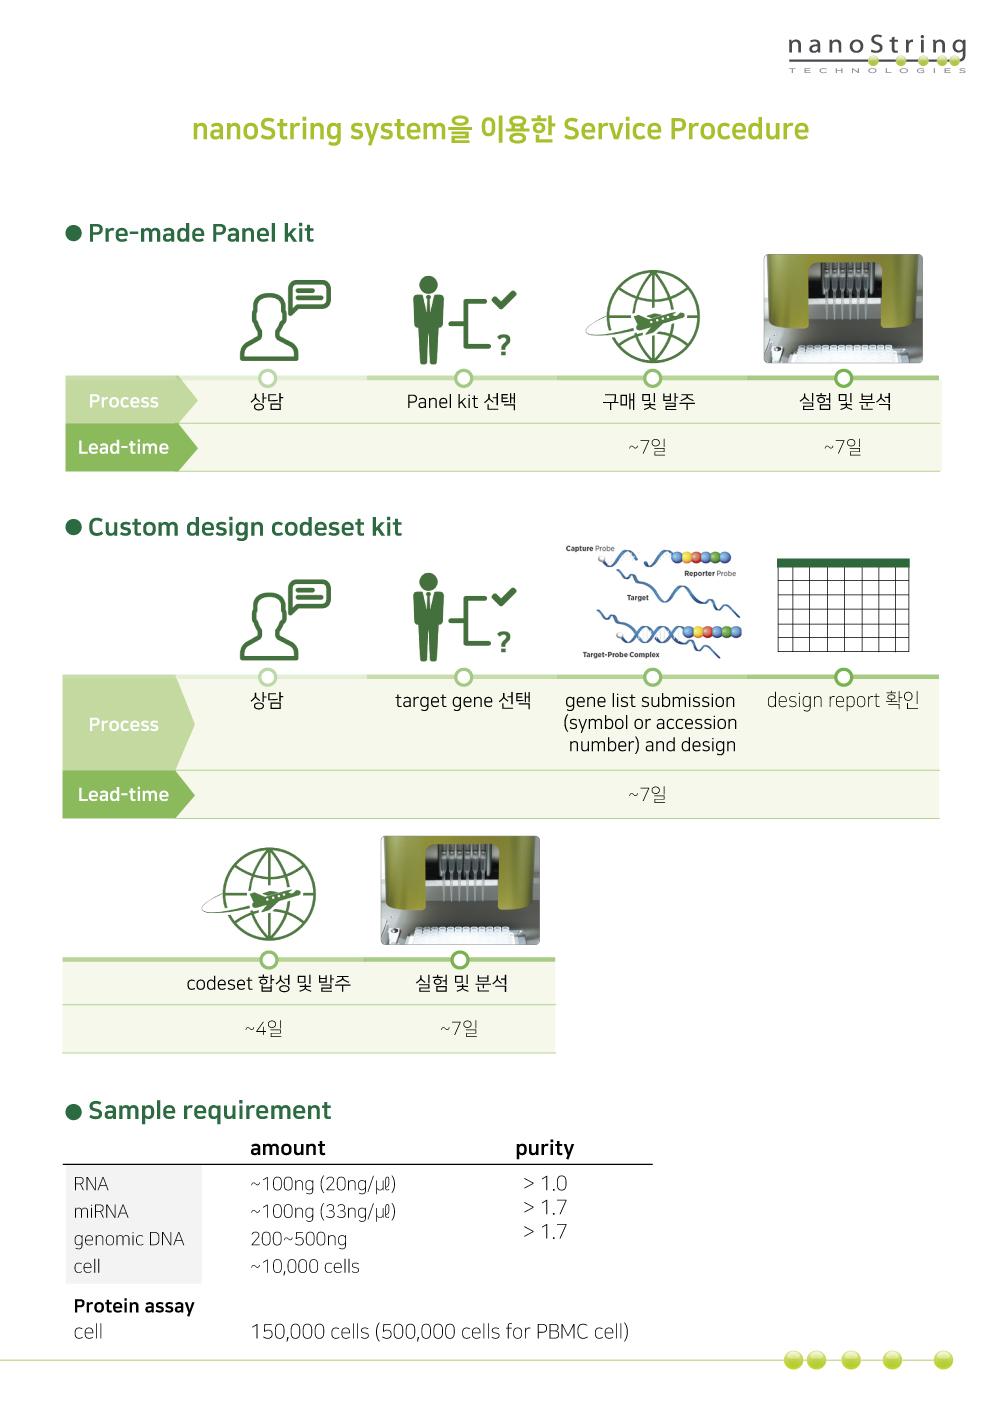 nanoString
TECHNOLOGIES
nanoString system을 이용한 Service Procedure
● Pre-made Panel kit
?
Process
상담
Panel kit 선택
구매 및 발주
실험 및 분석
Lead-time
~7일
~7일
● Custom design codeset kit
Capture Probe
Reporter Probe
Target
Target-Probe Complex
?
Process
상담
target gene 선택
gene list submission
(symbol or accession
number) and design
design report 확인
Lead-time
~7일
codeset 합성 및 발주
실험 및 분석
~4일
~7일
● Sample requirement
amount purity
RNA ~100ng (20ng/㎕) > 1.0
miRNA ~100ng (33ng/㎕) > 1.7
genomic DNA 200~500ng > 1.7
cell ~10,000 cells
Protein assay
cell 150,000 cells (500,000 cells for PBMC cell)